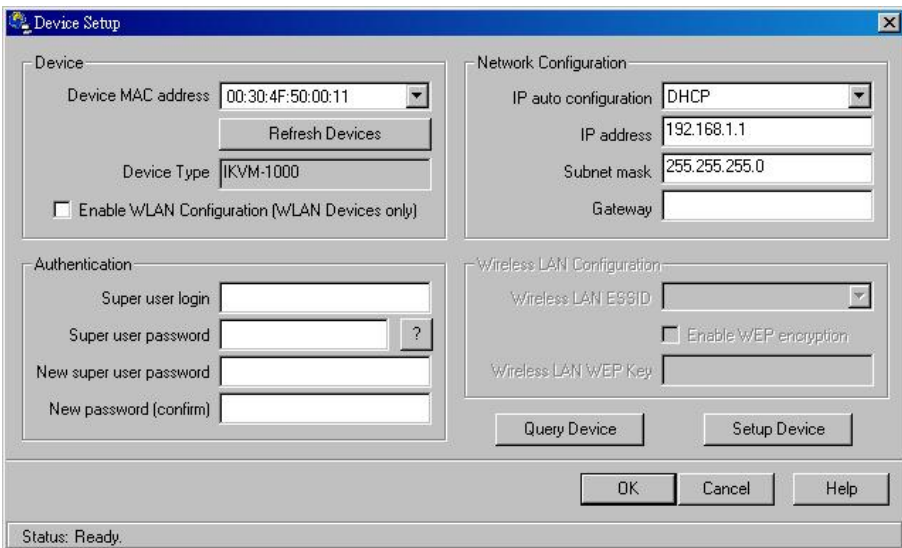 Device Setup
Device
Device MAC address 00:30:4F:50:00:11
Refresh Devices
Device Type IKVM-1000
Enable WLAN Configuration (WLAN Devices only)
Network Configuration
IP auto configuration DHCP
IP address 192.168.1.1
Subnet mask 255.255.255.0
Gateway
Authentication
Super user login
Super user password ?
New super user password
New password (confirm)
Wireless LAN Configuration
Wireless LAN ESSID
Enable WEP encryption
Wireless LAN WEP Key
Query Device Setup Device
OK Cancel Help
Status: Ready.